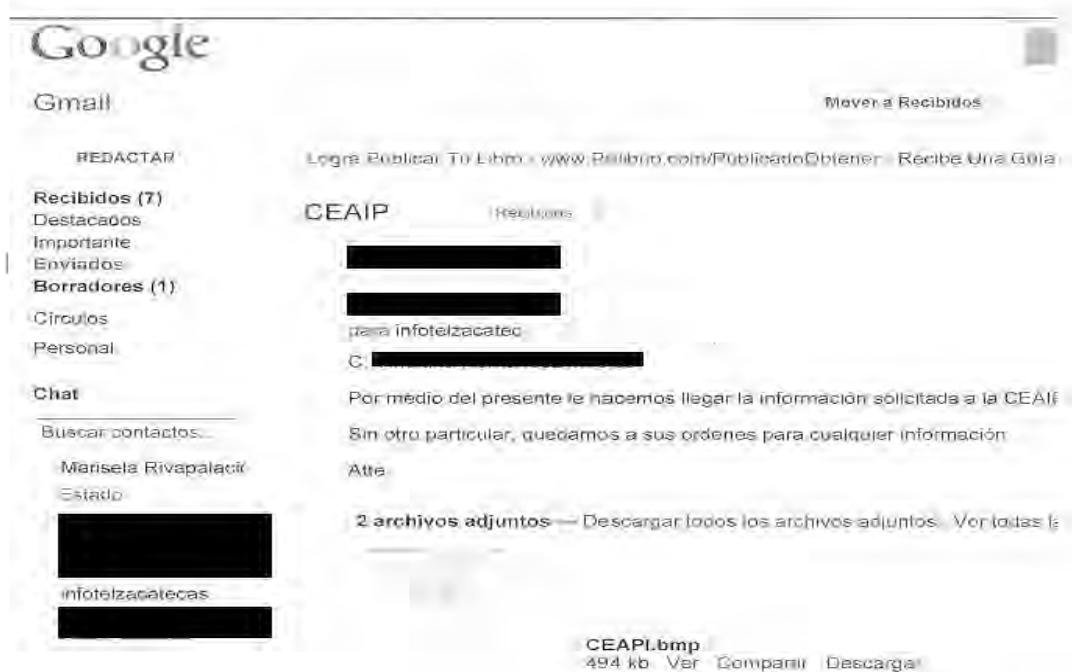 Google
Gmail
Mover a Recibidos
REDACTAR
Logra Publicar Tu Libro - www.Palibrio.com/PublicadoObtener - Recibe Una Guía
Recibidos (7)
Destacados
Importante
Enviados
Borradores (1)
Círculos
Personal
Chat
Buscar contactos...
Marisela Rivapalacio
Estado
infotelzacatecas
CEAIP Recibidos
para infotelzacatec
C.
Por medio del presente le hacemos llegar la información solicitada a la CEAIP
Sin otro particular, quedamos a sus ordenes para cualquier información
Atte
2 archivos adjuntos — Descargar todos los archivos adjuntos Ver todas la
CEAPI.bmp
494 kb Ver Compartir Descargar